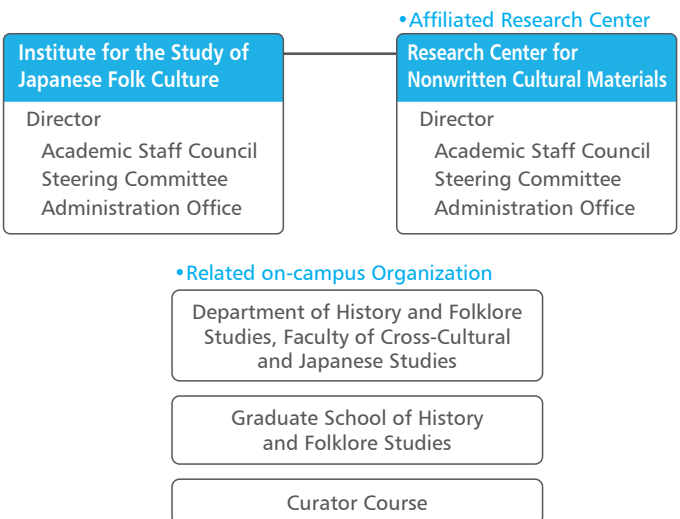 •Affiliated Research Center
Institute for the Study of
Japanese Folk Culture
Director
Academic Staff Council
Steering Committee
Administration Office
Research Center for
Nonwritten Cultural Materials
Director
Academic Staff Council
Steering Committee
Administration Office
•Related on-campus Organization
Department of History and Folklore
Studies, Faculty of Cross-Cultural
and Japanese Studies
Graduate School of History
and Folklore Studies
Curator Course